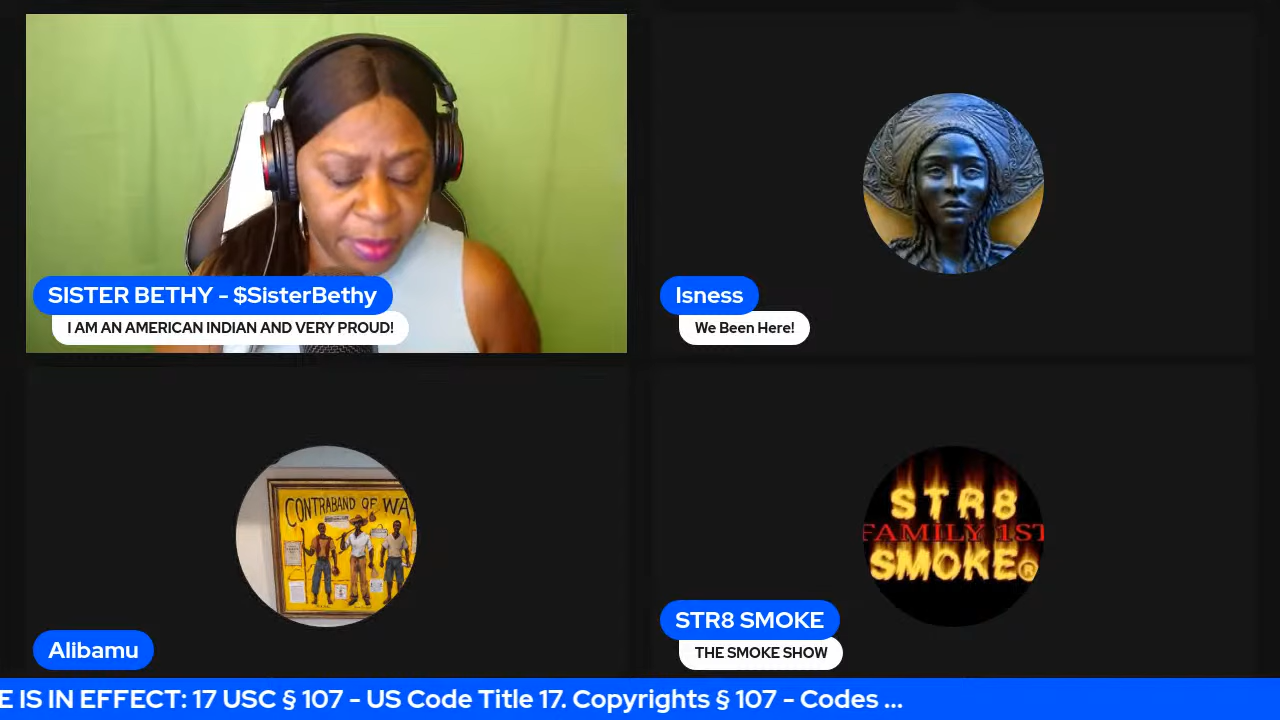 SISTER BETHY - $SisterBethy
I AM AN AMERICAN INDIAN AND VERY PROUD!
Isness
We Been Here!
CONTRABAND OF WA
Alibamu
STR8
FAMILY 1ST
SMOKE®
STR8 SMOKE
THE SMOKE SHOW
E IS IN EFFECT: 17 USC § 107 - US Code Title 17. Copyrights § 107 - Codes ...